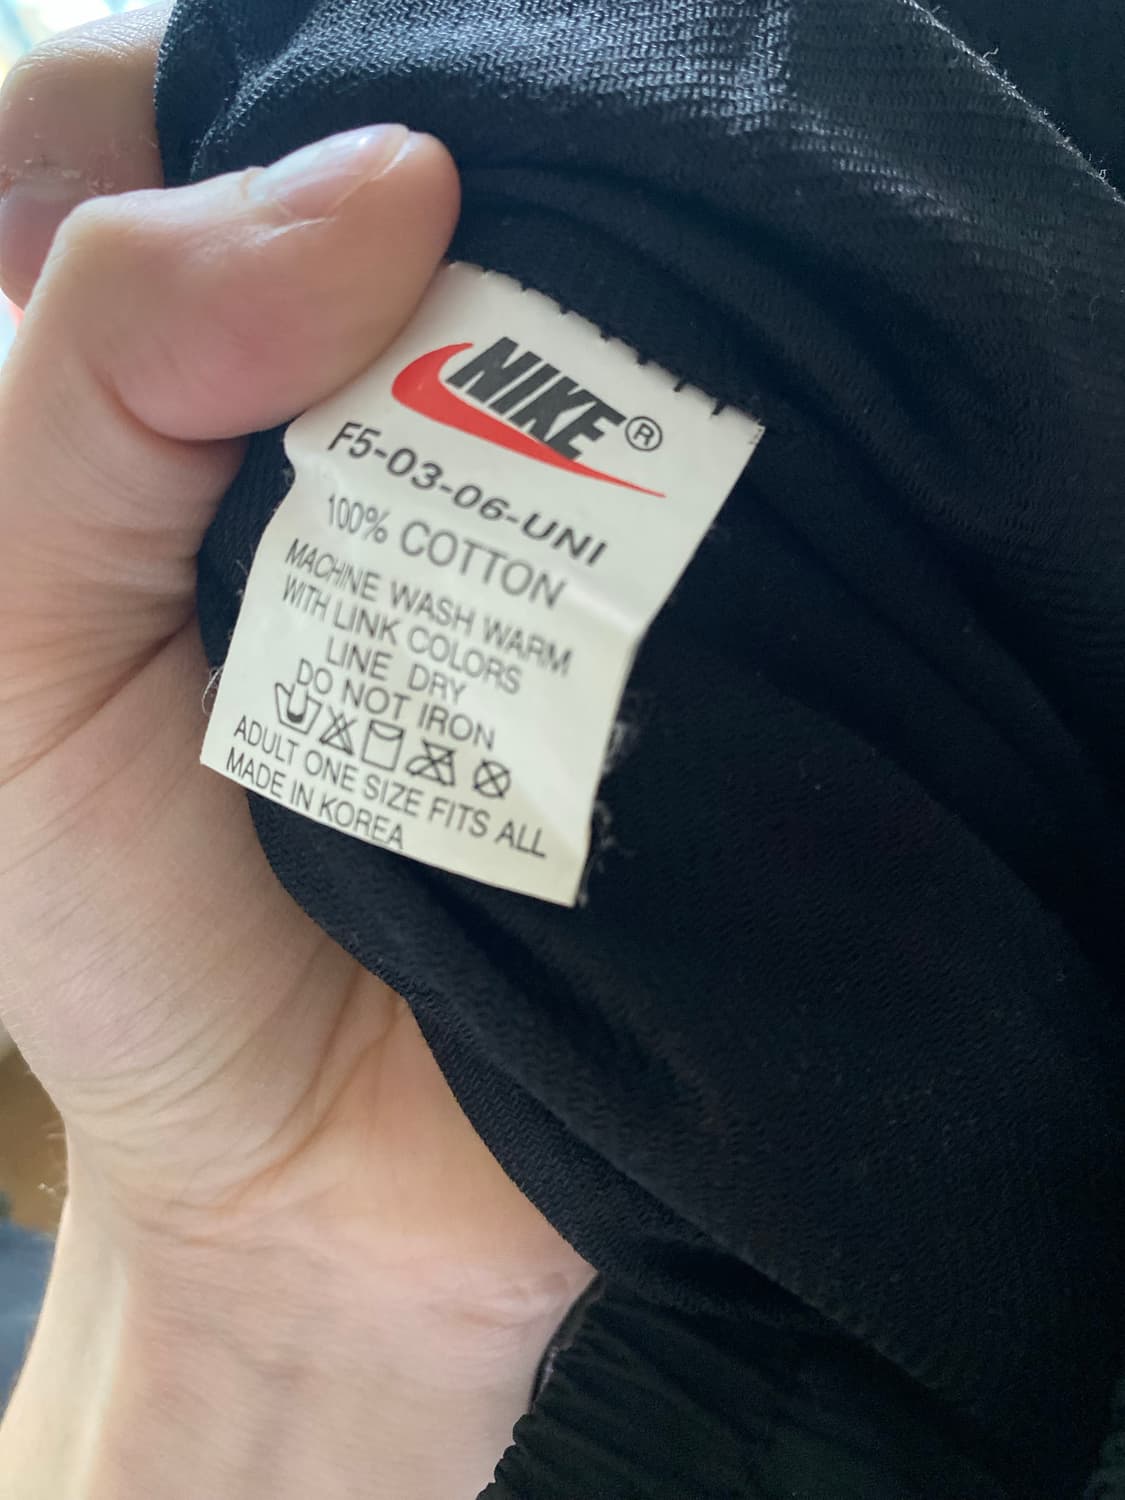 NIKE®
F5-03-06-UNI
100% COTTON
MACHINE WASH WARM
WITH LINK COLORS
LINE DRY
DO NOT IRON
ADULT ONE SIZE FITS ALL
MADE IN KOREA